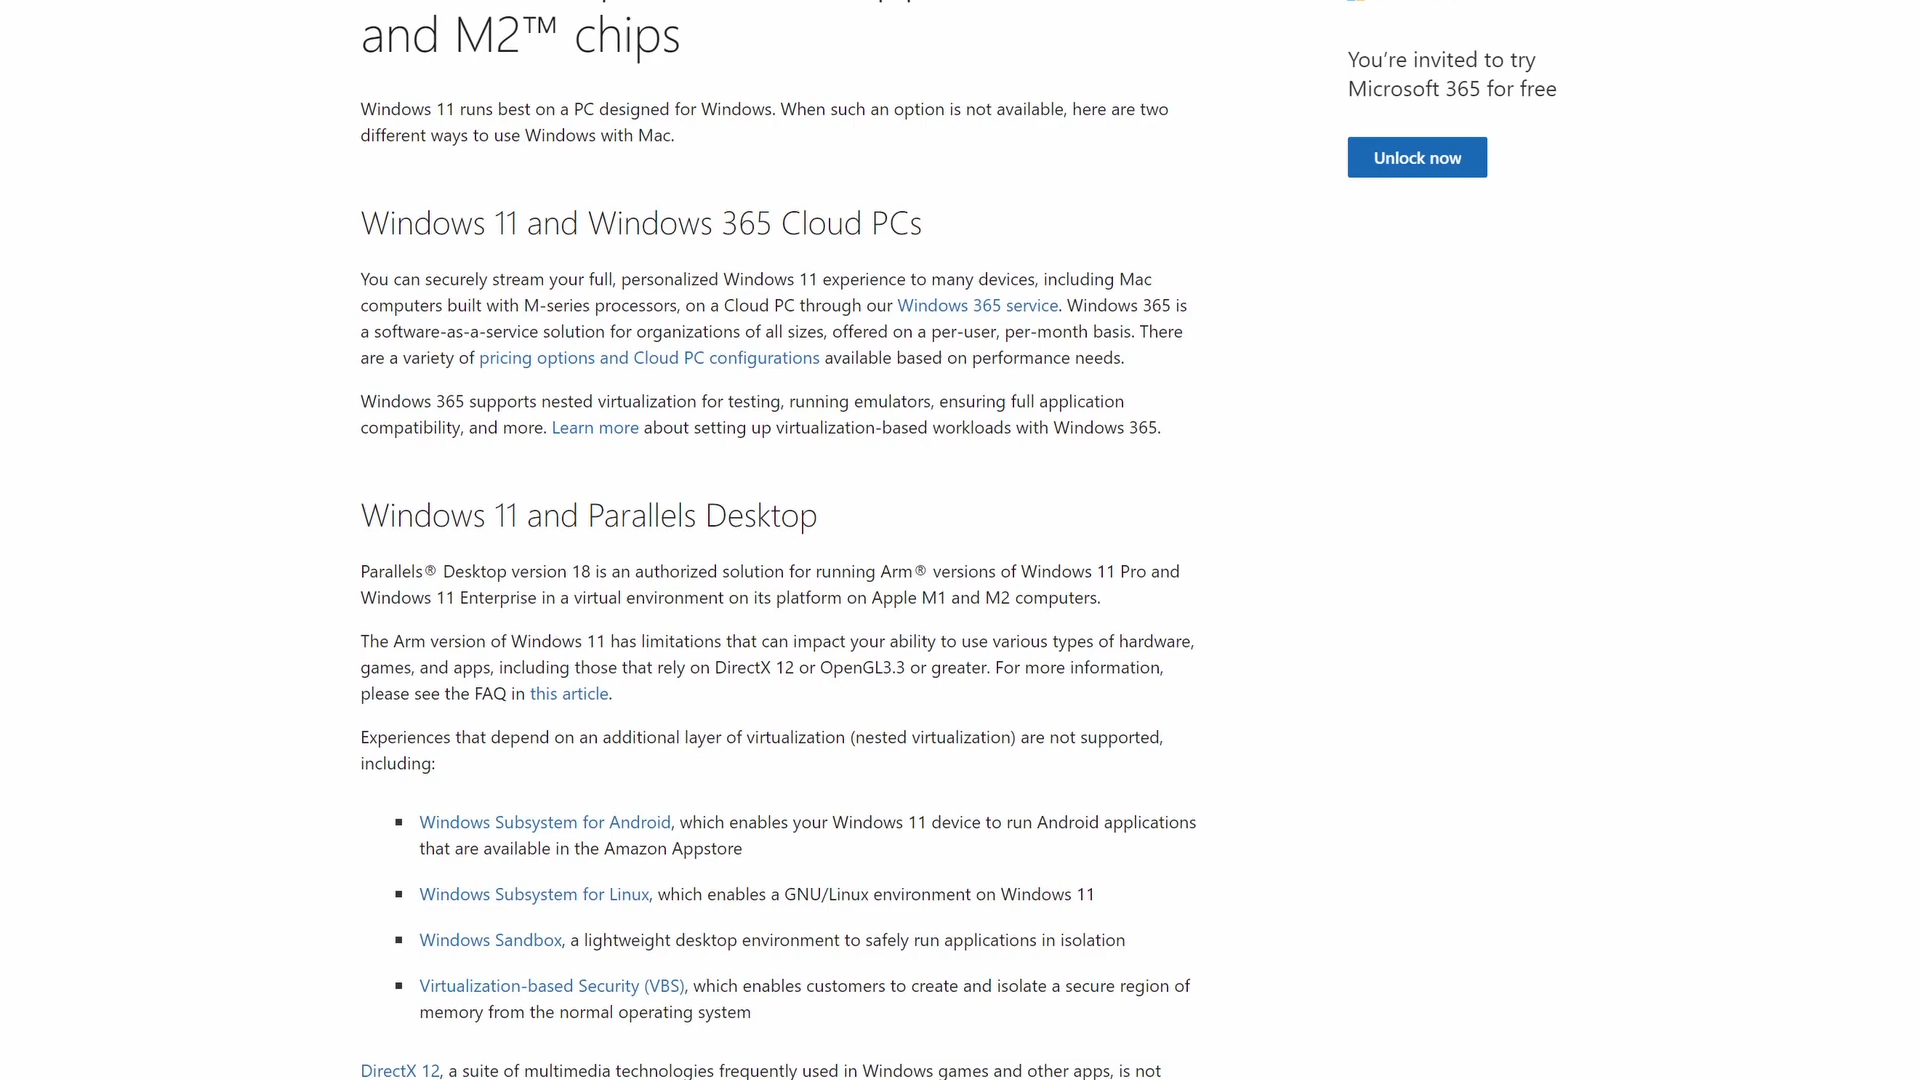 and M2™ chips
Windows 11 runs best on a PC designed for Windows. When such an option is not available, here are two
different ways to use Windows with Mac.
Windows 11 and Windows 365 Cloud PCs
You can securely stream your full, personalized Windows 11 experience to many devices, including Mac
computers built with M-series processors, on a Cloud PC through our Windows 365 service. Windows 365 is
a software-as-a-service solution for organizations of all sizes, offered on a per-user, per-month basis. There
are a variety of pricing options and Cloud PC configurations available based on performance needs.
Windows 365 supports nested virtualization for testing, running emulators, ensuring full application
compatibility, and more. Learn more about setting up virtualization-based workloads with Windows 365.
Windows 11 and Parallels Desktop
Parallels® Desktop version 18 is an authorized solution for running Arm® versions of Windows 11 Pro and
Windows 11 Enterprise in a virtual environment on its platform on Apple M1 and M2 computers.
The Arm version of Windows 11 has limitations that can impact your ability to use various types of hardware,
games, and apps, including those that rely on DirectX 12 or OpenGL3.3 or greater. For more information,
please see the FAQ in this article.
Experiences that depend on an additional layer of virtualization (nested virtualization) are not supported,
including:
▪ Windows Subsystem for Android, which enables your Windows 11 device to run Android applications
that are available in the Amazon Appstore
▪ Windows Subsystem for Linux, which enables a GNU/Linux environment on Windows 11
▪ Windows Sandbox, a lightweight desktop environment to safely run applications in isolation
▪ Virtualization-based Security (VBS), which enables customers to create and isolate a secure region of
memory from the normal operating system
DirectX 12, a suite of multimedia technologies frequently used in Windows games and other apps, is not
You’re invited to try
Microsoft 365 for free
Unlock now